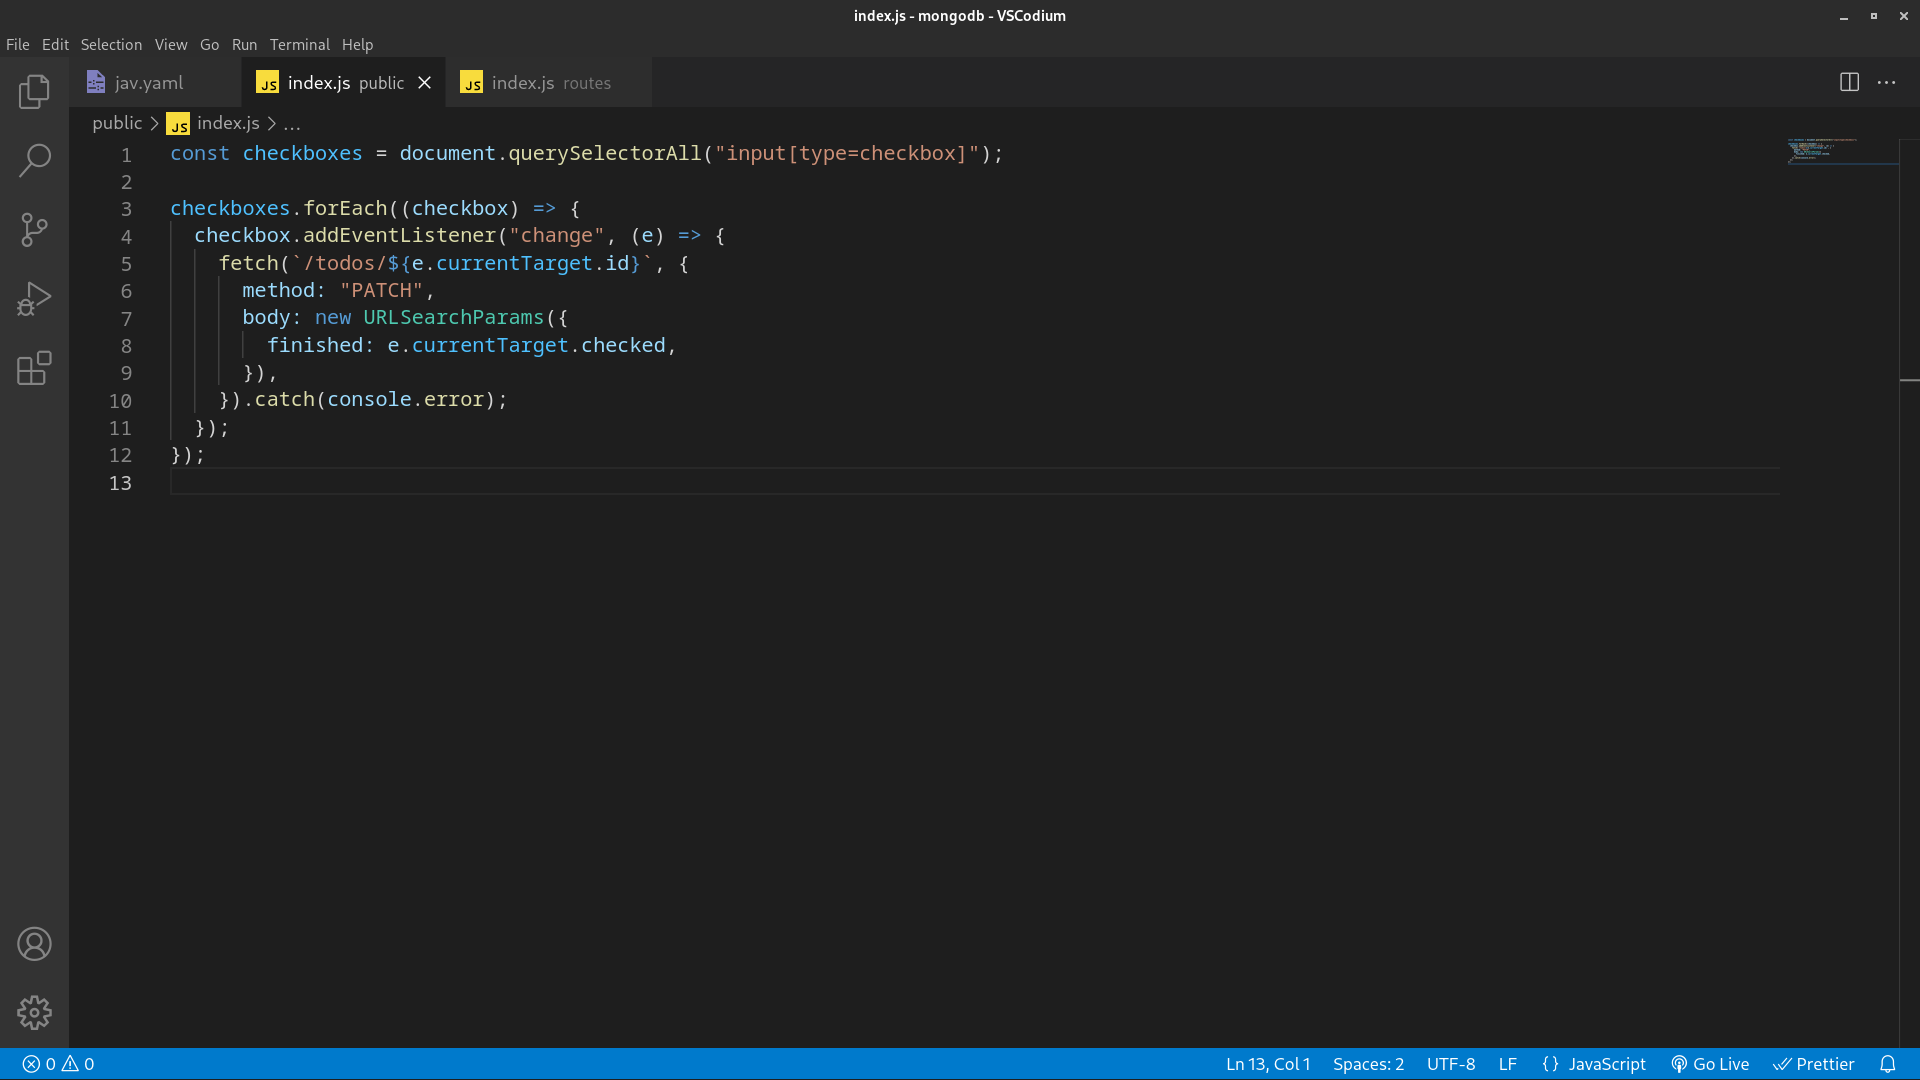 index.js - mongodb - VSCodium
File Edit Selection View Go Run Terminal Help
jav.yaml JS index.js public JS index.js routes
public > JS index.js > ...
1 const checkboxes = document.querySelectorAll("input[type=checkbox]");
2
3 checkboxes.forEach((checkbox) => {
4   checkbox.addEventListener("change", (e) => {
5     fetch(`/todos/${e.currentTarget.id}`, {
6       method: "PATCH",
7       body: new URLSearchParams({
8         finished: e.currentTarget.checked,
9       }),
10     }).catch(console.error);
11   });
12 });
13
0 0 Ln 13, Col 1 Spaces: 2 UTF-8 LF {} JavaScript Go Live Prettier